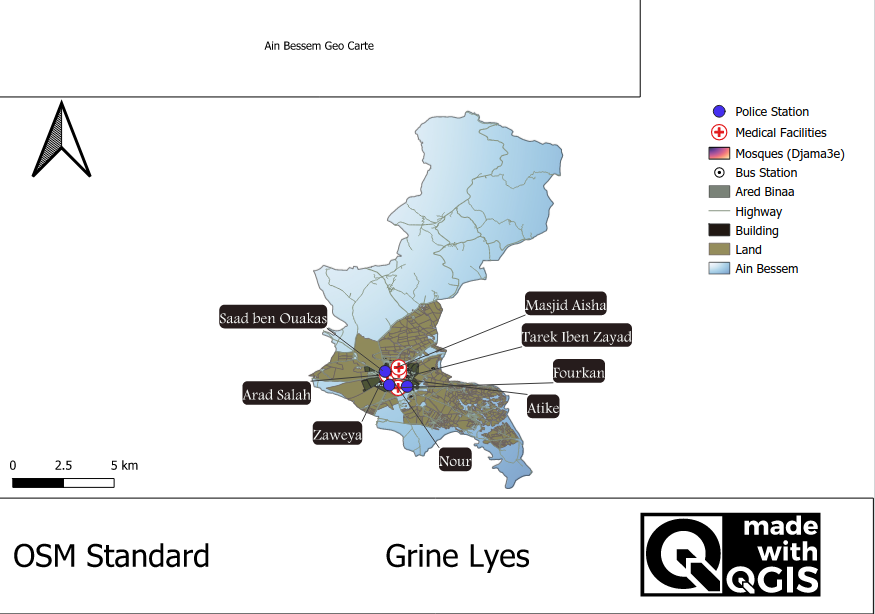 Ain Bessem Geo Carte
Police Station
Medical Facilities
Mosques (Djama3e)
Bus Station
Ared Binaa
Highway
Building
Land
Ain Bessem
Masjid Aisha
Saad ben Ouakas
Tarek Iben Zayad
Fourkan
Arad Salah
Atike
Zaweya
Nour
0 2.5 5 km
OSM Standard
Grine Lyes
made
with
QGIS